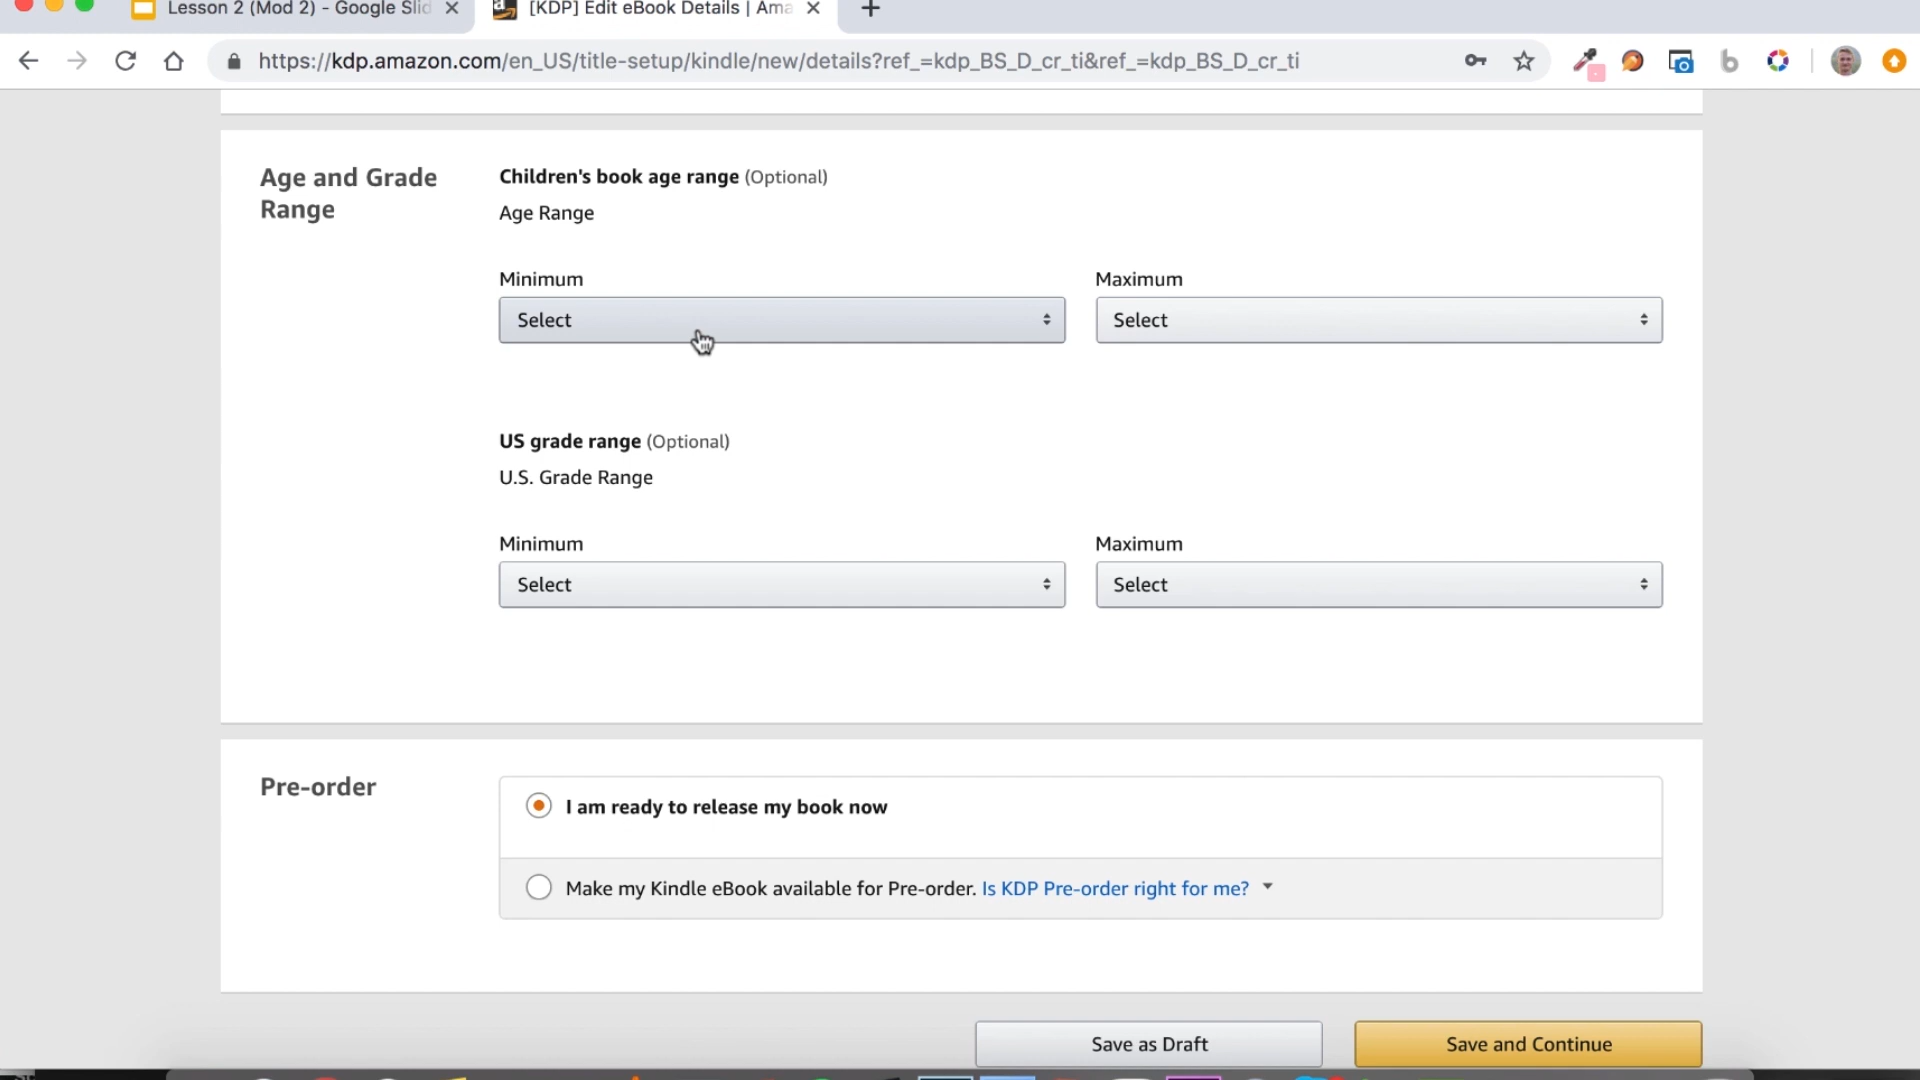 Lesson 2 (Mod 2) - Google Slid
[KDP] Edit eBook Details | Ama
https://kdp.amazon.com/en_US/title-setup/kindle/new/details?ref_=kdp_BS_D_cr_ti&ref_=kdp_BS_D_cr_ti
Age and Grade
Range
Children's book age range (Optional)
Age Range
Minimum
Maximum
Select
Select
US grade range (Optional)
U.S. Grade Range
Minimum
Maximum
Select
Select
Pre-order
I am ready to release my book now
Make my Kindle eBook available for Pre-order. Is KDP Pre-order right for me?
Save as Draft
Save and Continue